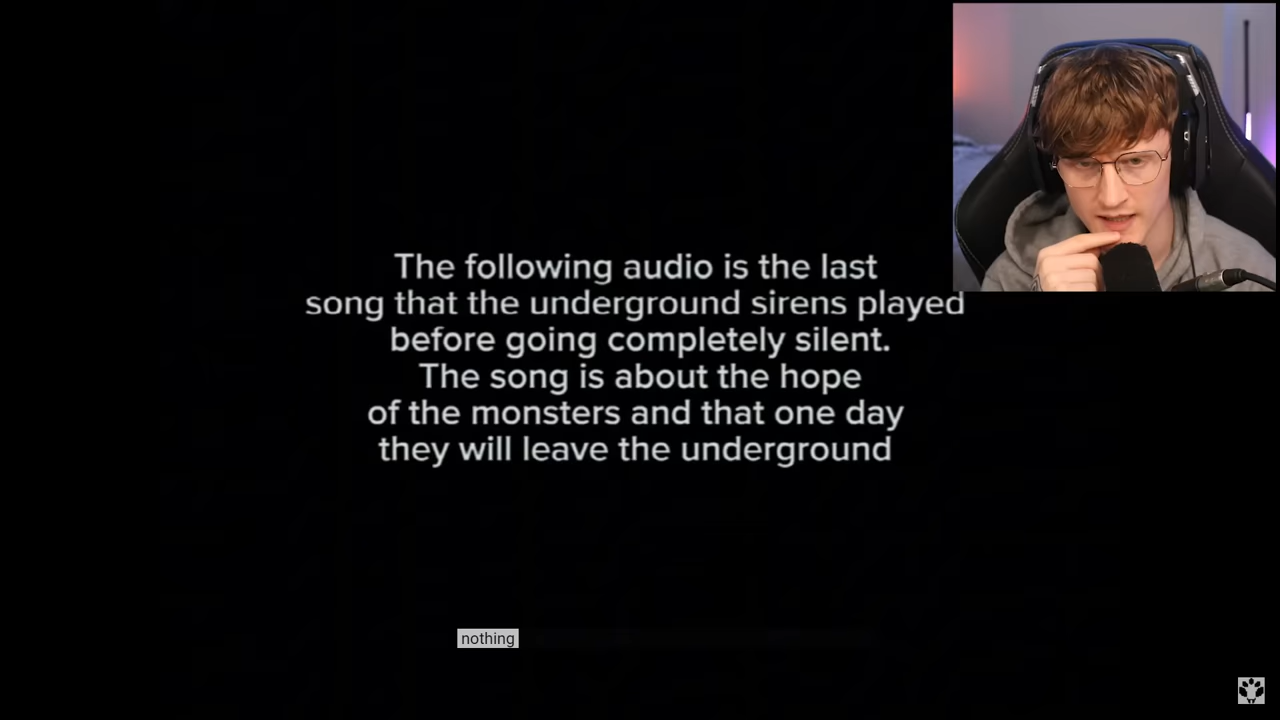 The following audio is the last
song that the underground sirens played
before going completely silent.
The song is about the hope
of the monsters and that one day
they will leave the underground
nothing